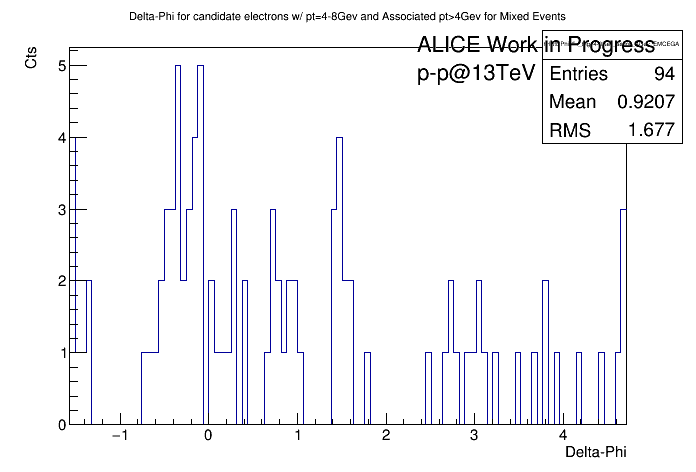 Delta-Phi for candidate electrons w/ pt=4-8Gev and Associated pt>4Gev for Mixed Events
Cts
ALICE Work in Progress
p-p@13TeV
Entries 94
Mean 0.9207
RMS 1.677
5
4
3
2
1
0
−1 0 1 2 3 4
Delta-Phi